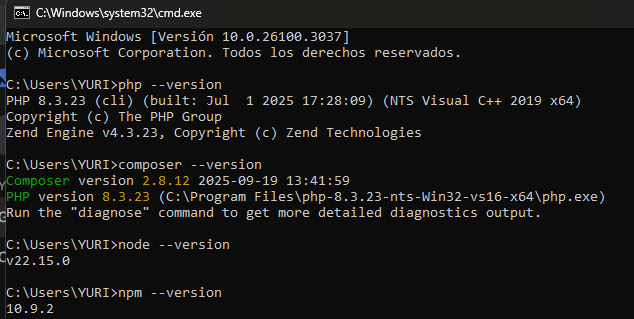 C:\Windows\system32\cmd.exe
Microsoft Windows [Versión 10.0.26100.3037]
(c) Microsoft Corporation. Todos los derechos reservados.
C:\Users\YURI>php --version
PHP 8.3.23 (cli) (built: Jul  1 2025 17:28:09) (NTS Visual C++ 2019 x64)
Copyright (c) The PHP Group
Zend Engine v4.3.23, Copyright (c) Zend Technologies
C:\Users\YURI>composer --version
Composer version 2.8.12 2025-09-19 13:41:59
PHP version 8.3.23 (C:\Program Files\php-8.3.23-nts-Win32-vs16-x64\php.exe)
Run the "diagnose" command to get more detailed diagnostics output.
C:\Users\YURI>node --version
v22.15.0
C:\Users\YURI>npm --version
10.9.2